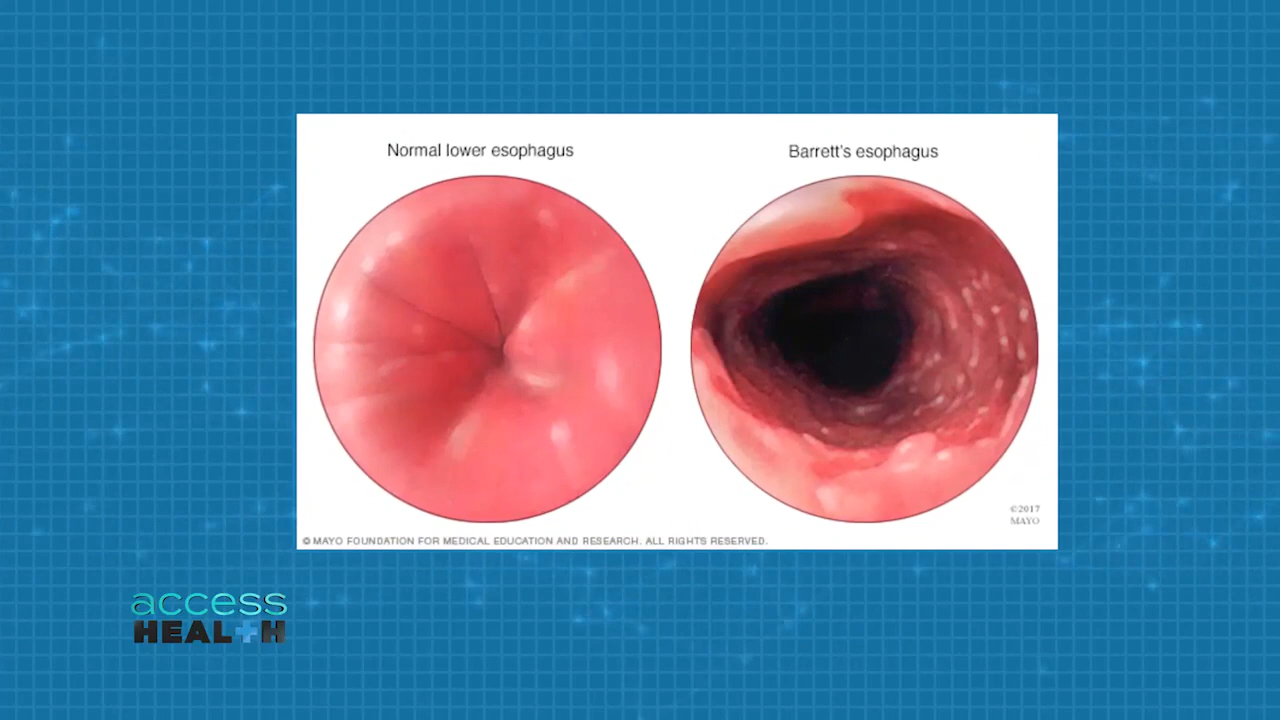 Normal lower esophagus
Barrett's esophagus
©2017
MAYO
© MAYO FOUNDATION FOR MEDICAL EDUCATION AND RESEARCH. ALL RIGHTS RESERVED.
access
HEALTH